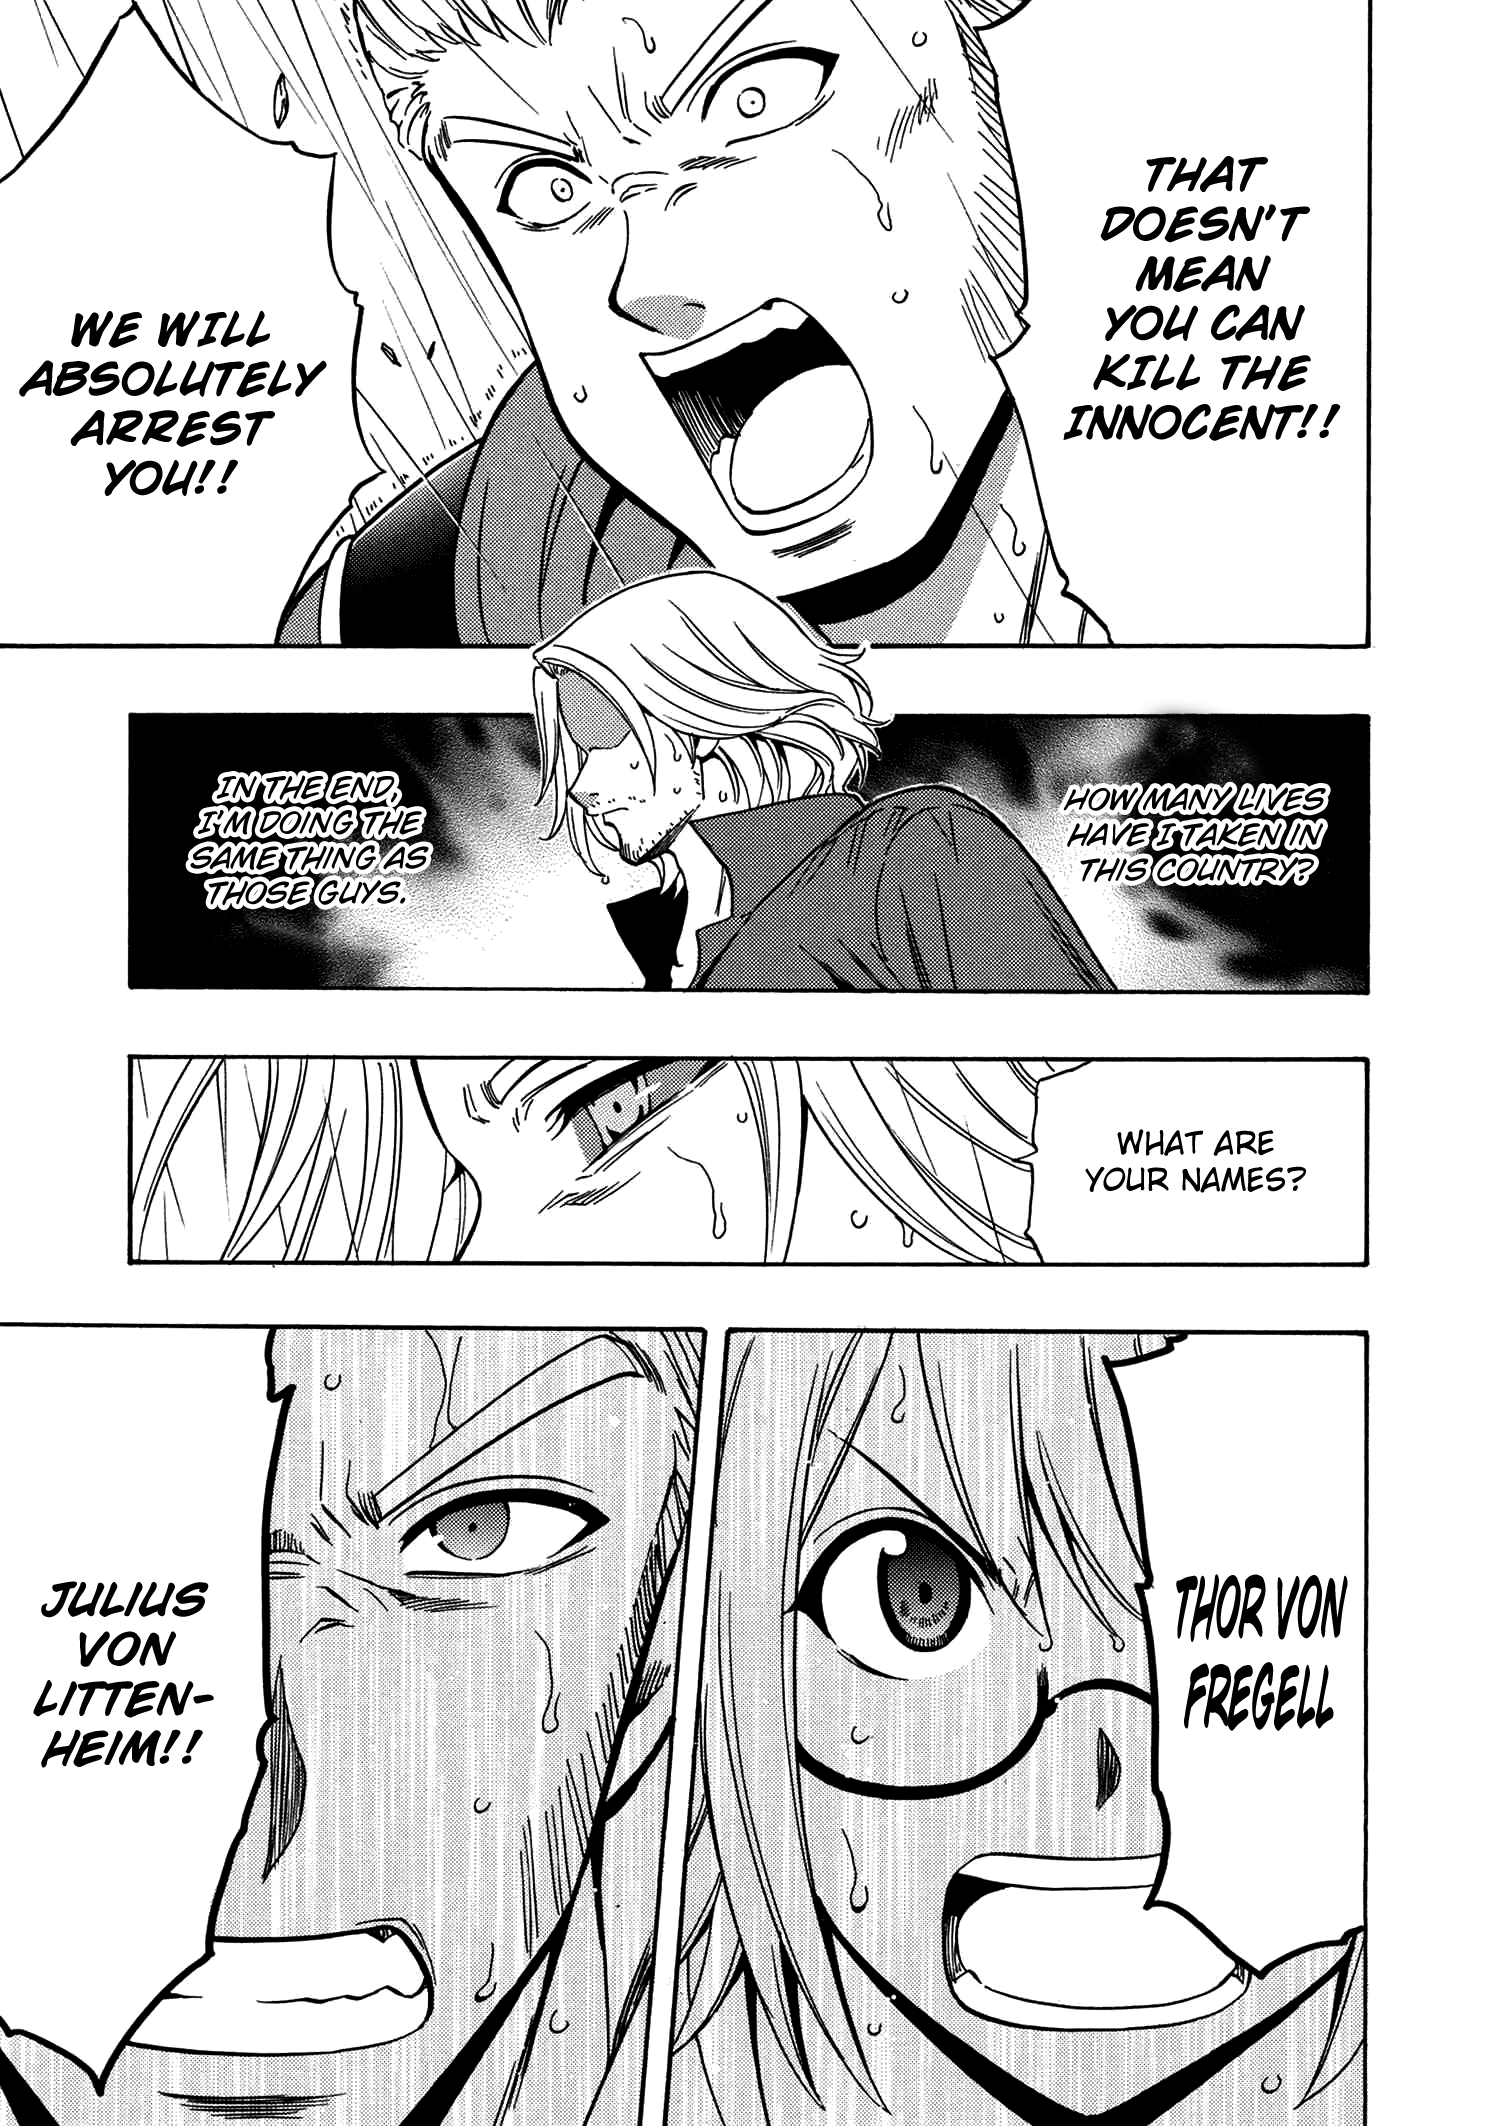 THAT
DOESN'T
MEAN
YOU CAN
KILL THE
INNOCENT!!
WE WILL
ABSOLUTELY
ARREST
YOU!!
HOW MANY LIVES
HAVE I TAKEN IN
THIS COUNTRY?
IN THE END,
I'M DOING THE
SAME THING AS
THOSE GUYS.
WHAT ARE
YOUR NAMES?
THOR VON
FREGELL
JULIUS
VON
LITTEN-
HEIM!!